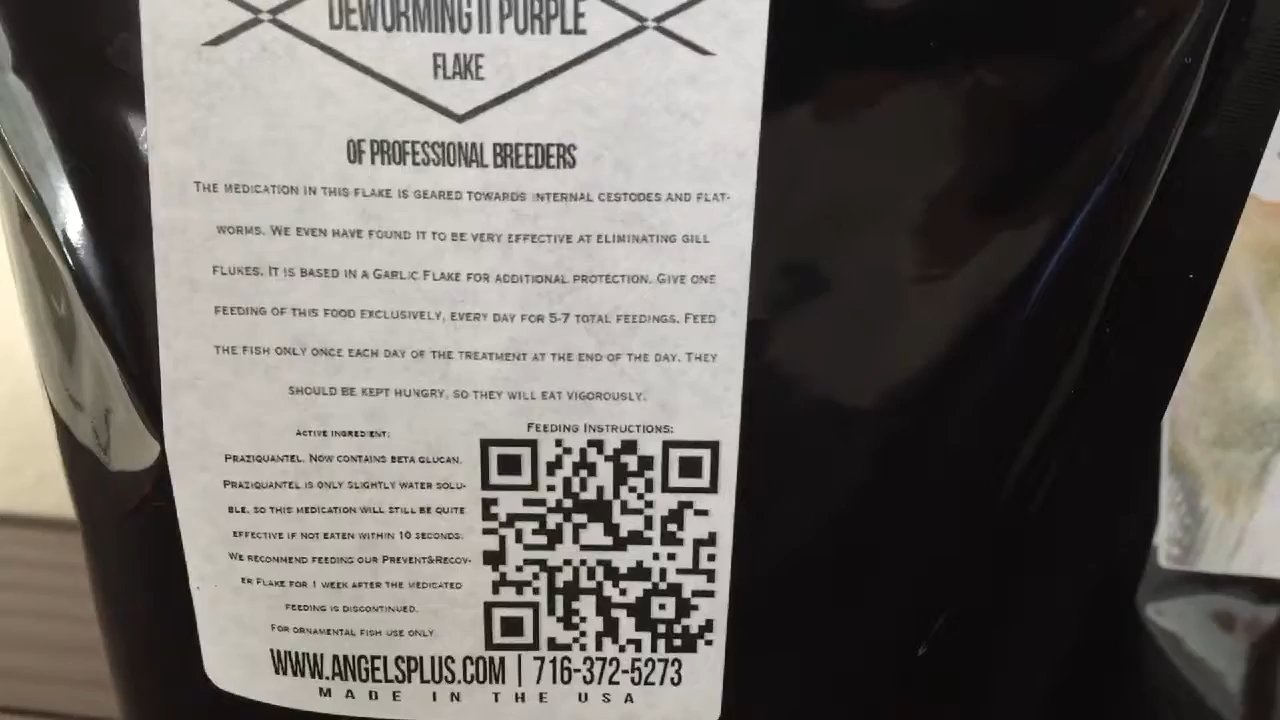 DEWORMING II PURPLE
FLAKE
OF PROFESSIONAL BREEDERS
THE MEDICATION IN THIS FLAKE IS GEARED TOWARDS INTERNAL CESTODES AND FLAT-
WORMS. WE EVEN HAVE FOUND IT TO BE VERY EFFECTIVE AT ELIMINATING GILL
FLUKES. IT IS BASED IN A GARLIC FLAKE FOR ADDITIONAL PROTECTION. GIVE ONE
FEEDING OF THIS FOOD EXCLUSIVELY, EVERY DAY FOR 5-7 TOTAL FEEDINGS. FEED
THE FISH ONLY ONCE EACH DAY OF THE TREATMENT AT THE END OF THE DAY. THEY
SHOULD BE KEPT HUNGRY, SO THEY WILL EAT VIGOROUSLY.
ACTIVE INGREDIENT:
PRAZIQUANTEL. NOW CONTAINS BETA GLUCAN.
PRAZIQUANTEL IS ONLY SLIGHTLY WATER SOLU-
BLE, SO THIS MEDICATION WILL STILL BE QUITE
EFFECTIVE IF NOT EATEN WITHIN 10 SECONDS.
WE RECOMMEND FEEDING OUR PREVENT&RECOV-
ER FLAKE FOR 1 WEEK AFTER THE MEDICATED
FEEDING IS DISCONTINUED.
FOR ORNAMENTAL FISH USE ONLY.
FEEDING INSTRUCTIONS:
WWW.ANGELSPLUS.COM | 716-372-5273
MADE IN THE USA